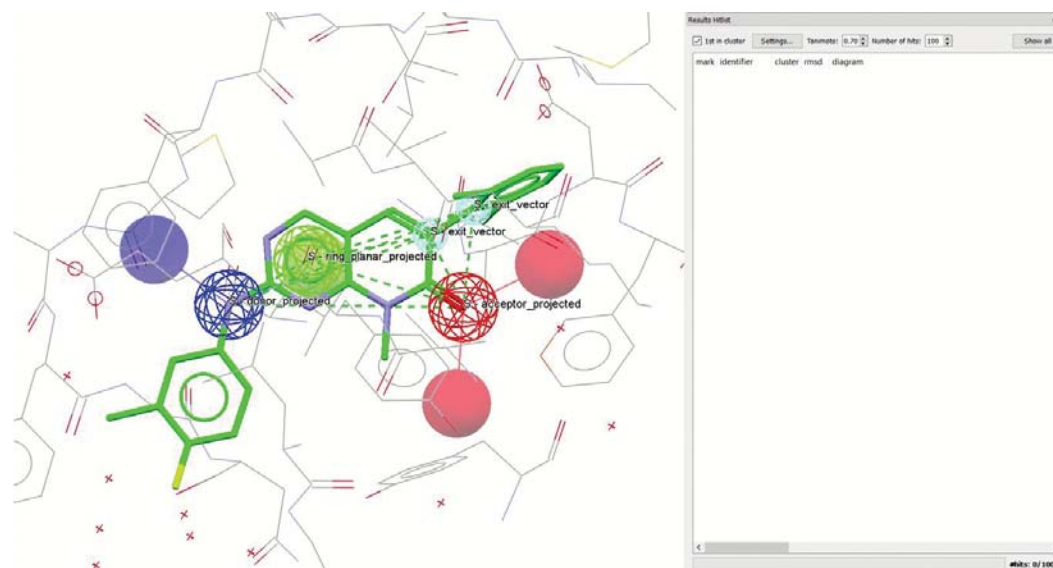 Results Hitlist
1st in cluster Settings... Tanimoto: 0.70 Number of hits: 100 Show all
mark identifier cluster rmsd diagram
S - exit_vector
S - exit_vector
S - ring_planar_projected
S - donor_projected
S - acceptor_projected
#hits: 0/100